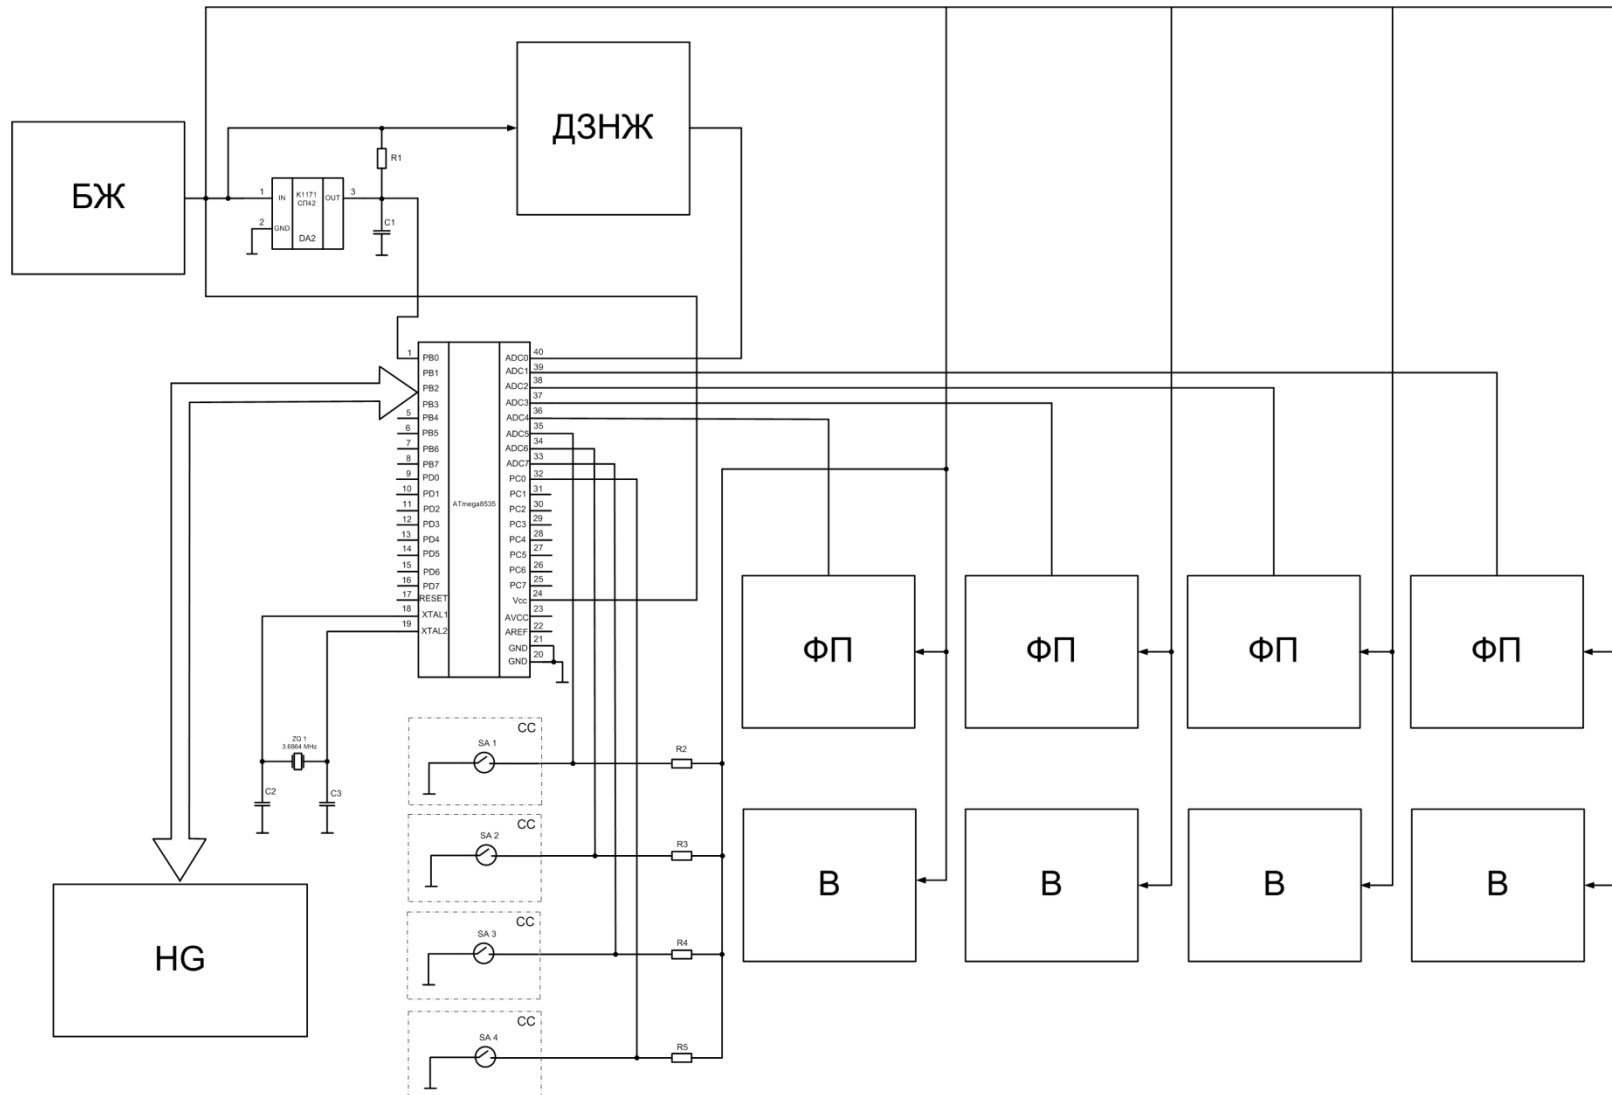 БЖ
ДЗНЖ
R1
1
IN
К1171
СП42
OUT
3
2
GND
DA2
C1
1
PB0
PB1
PB2
PB3
5
PB4
6
PB5
7
PB6
8
PB7
9
PD0
10
PD1
11
PD2
12
PD3
13
PD4
14
PD5
15
PD6
16
PD7
17
RESET
18
XTAL1
19
XTAL2
ATmega8535
ADC0
40
ADC1
39
ADC2
38
ADC3
37
ADC4
36
ADC5
35
ADC6
34
ADC7
33
PC0
32
PC1
31
PC2
30
PC3
29
PC4
28
PC5
27
PC6
26
PC7
25
Vcc
24
AVCC
23
AREF
22
GND
21
GND
20
ZQ 1
3.6864 MHz
C2
C3
HG
CC
SA 1
R2
CC
SA 2
R3
CC
SA 3
R4
CC
SA 4
R5
ФП
ФП
ФП
ФП
В
В
В
В